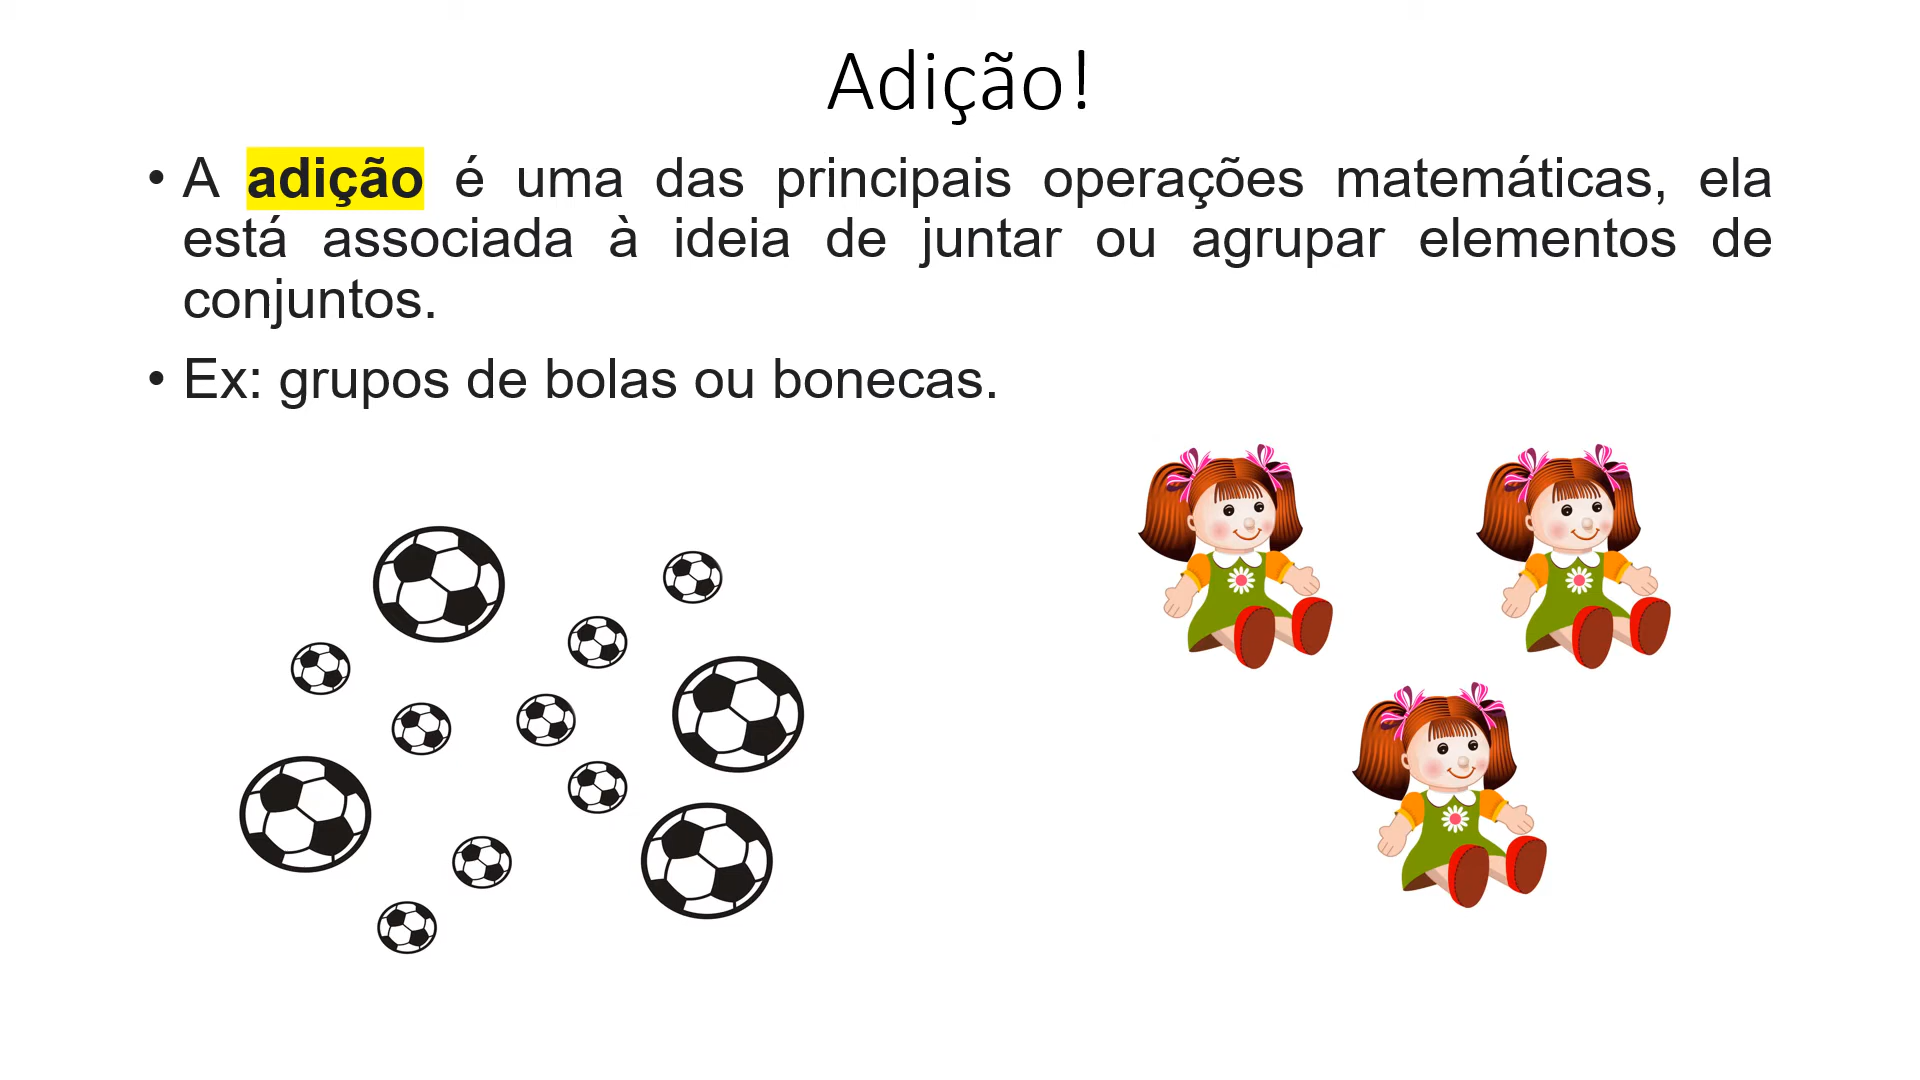 Adição!
• A adição é uma das principais operações matemáticas, ela
está associada à ideia de juntar ou agrupar elementos de
conjuntos.
• Ex: grupos de bolas ou bonecas.